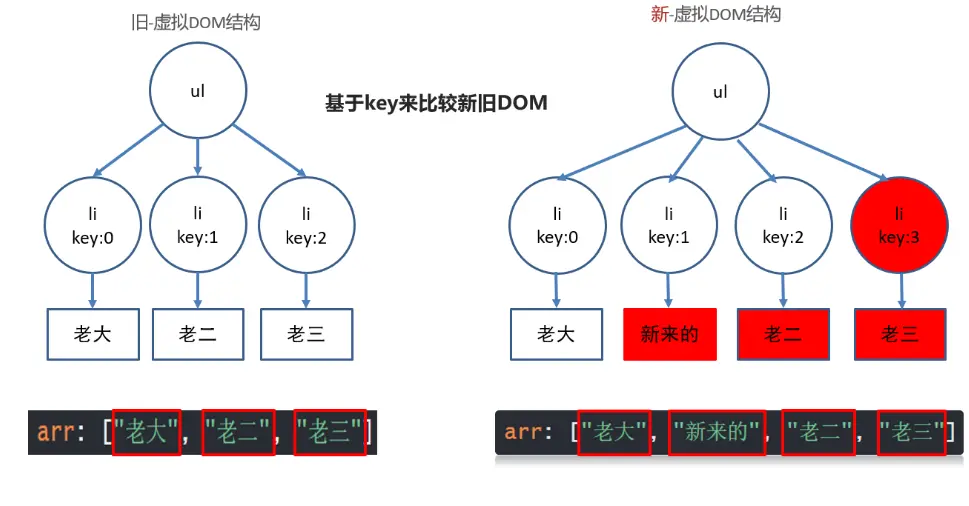 旧-虚拟DOM结构
新-虚拟DOM结构
基于key来比较新旧DOM
ul
li
key:0
li
key:1
li
key:2
老大
老二
老三
arr: ["老大", "老二", "老三"]
ul
li
key:0
li
key:1
li
key:2
li
key:3
老大
新来的
老二
老三
arr: ["老大", "新来的", "老二", "老三"]